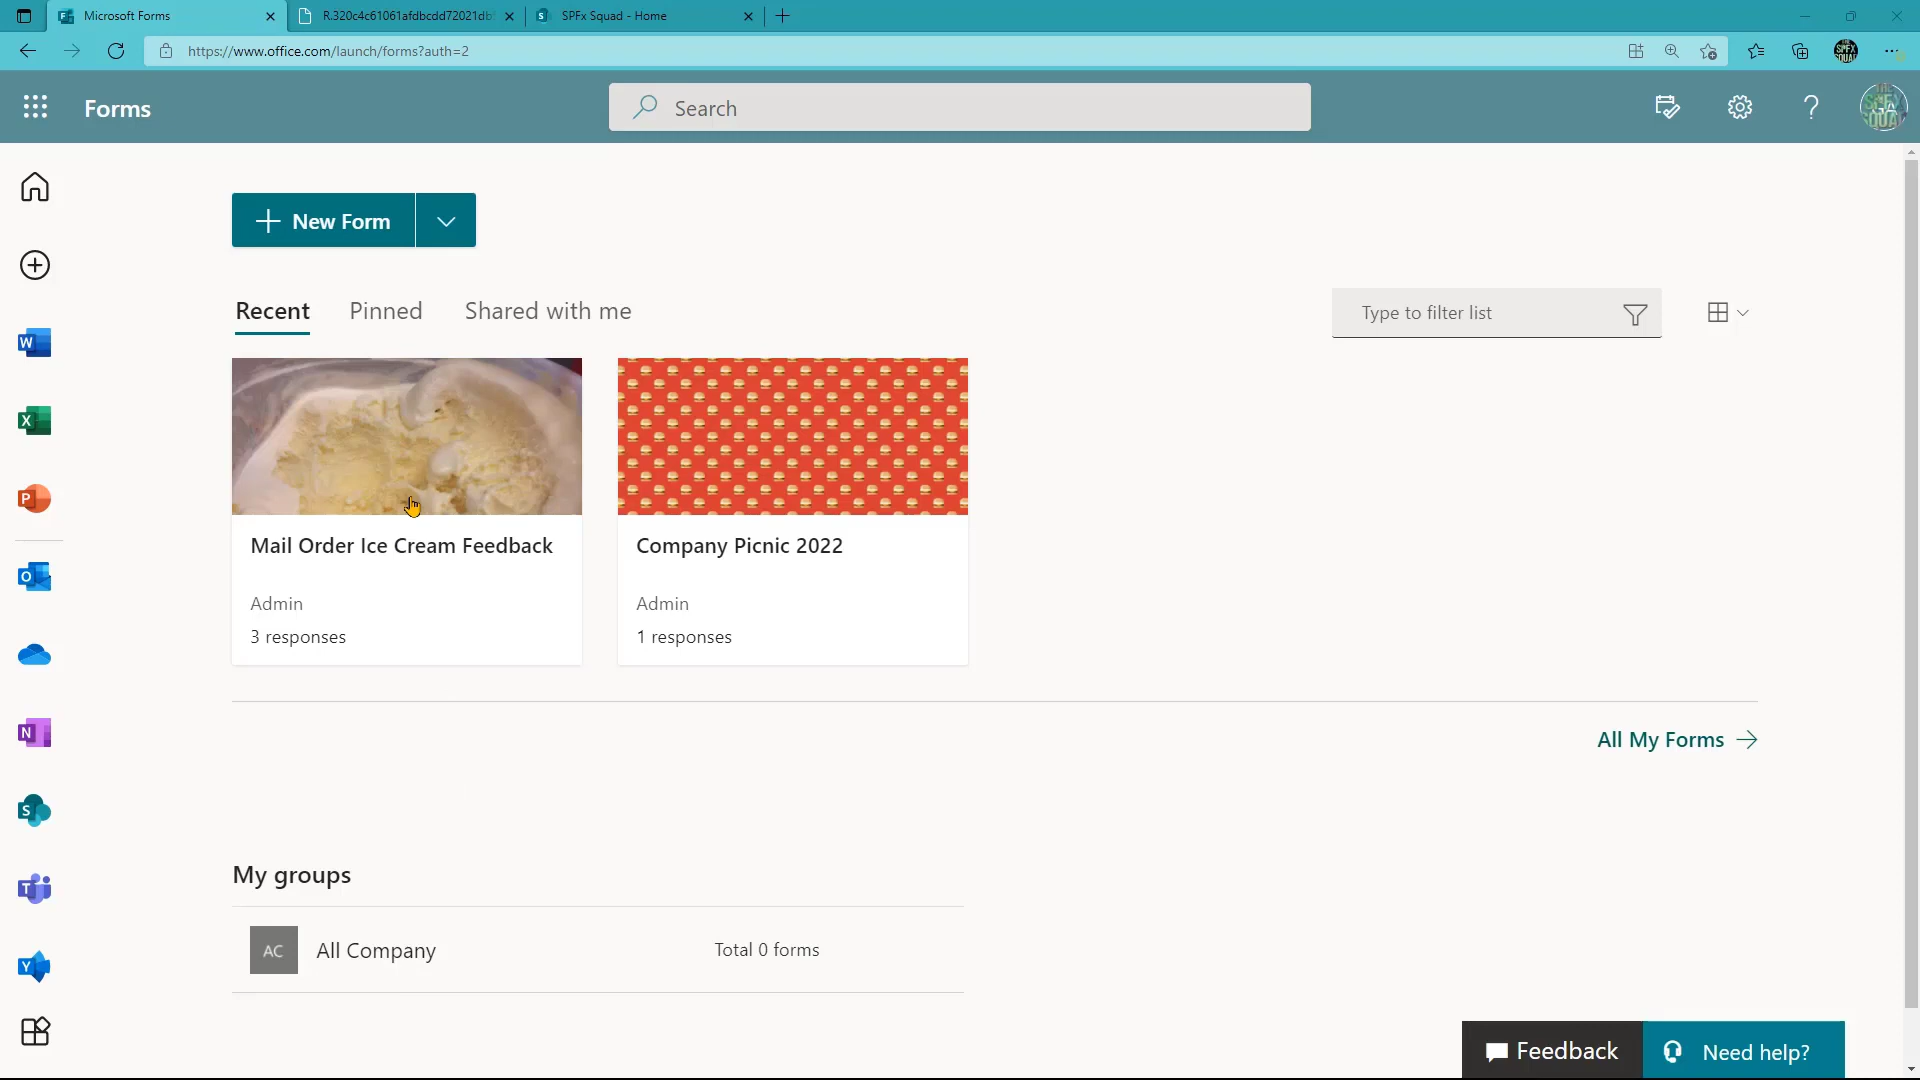 Microsoft Forms
R.320c4c61061afdbcdd72021db
SPFx Squad - Home
https://www.office.com/launch/forms?auth=2
Forms
Search
New Form
Recent
Pinned
Shared with me
Type to filter list
Mail Order Ice Cream Feedback
Admin
3 responses
Company Picnic 2022
Admin
1 responses
All My Forms
My groups
AC
All Company
Total 0 forms
Feedback
Need help?